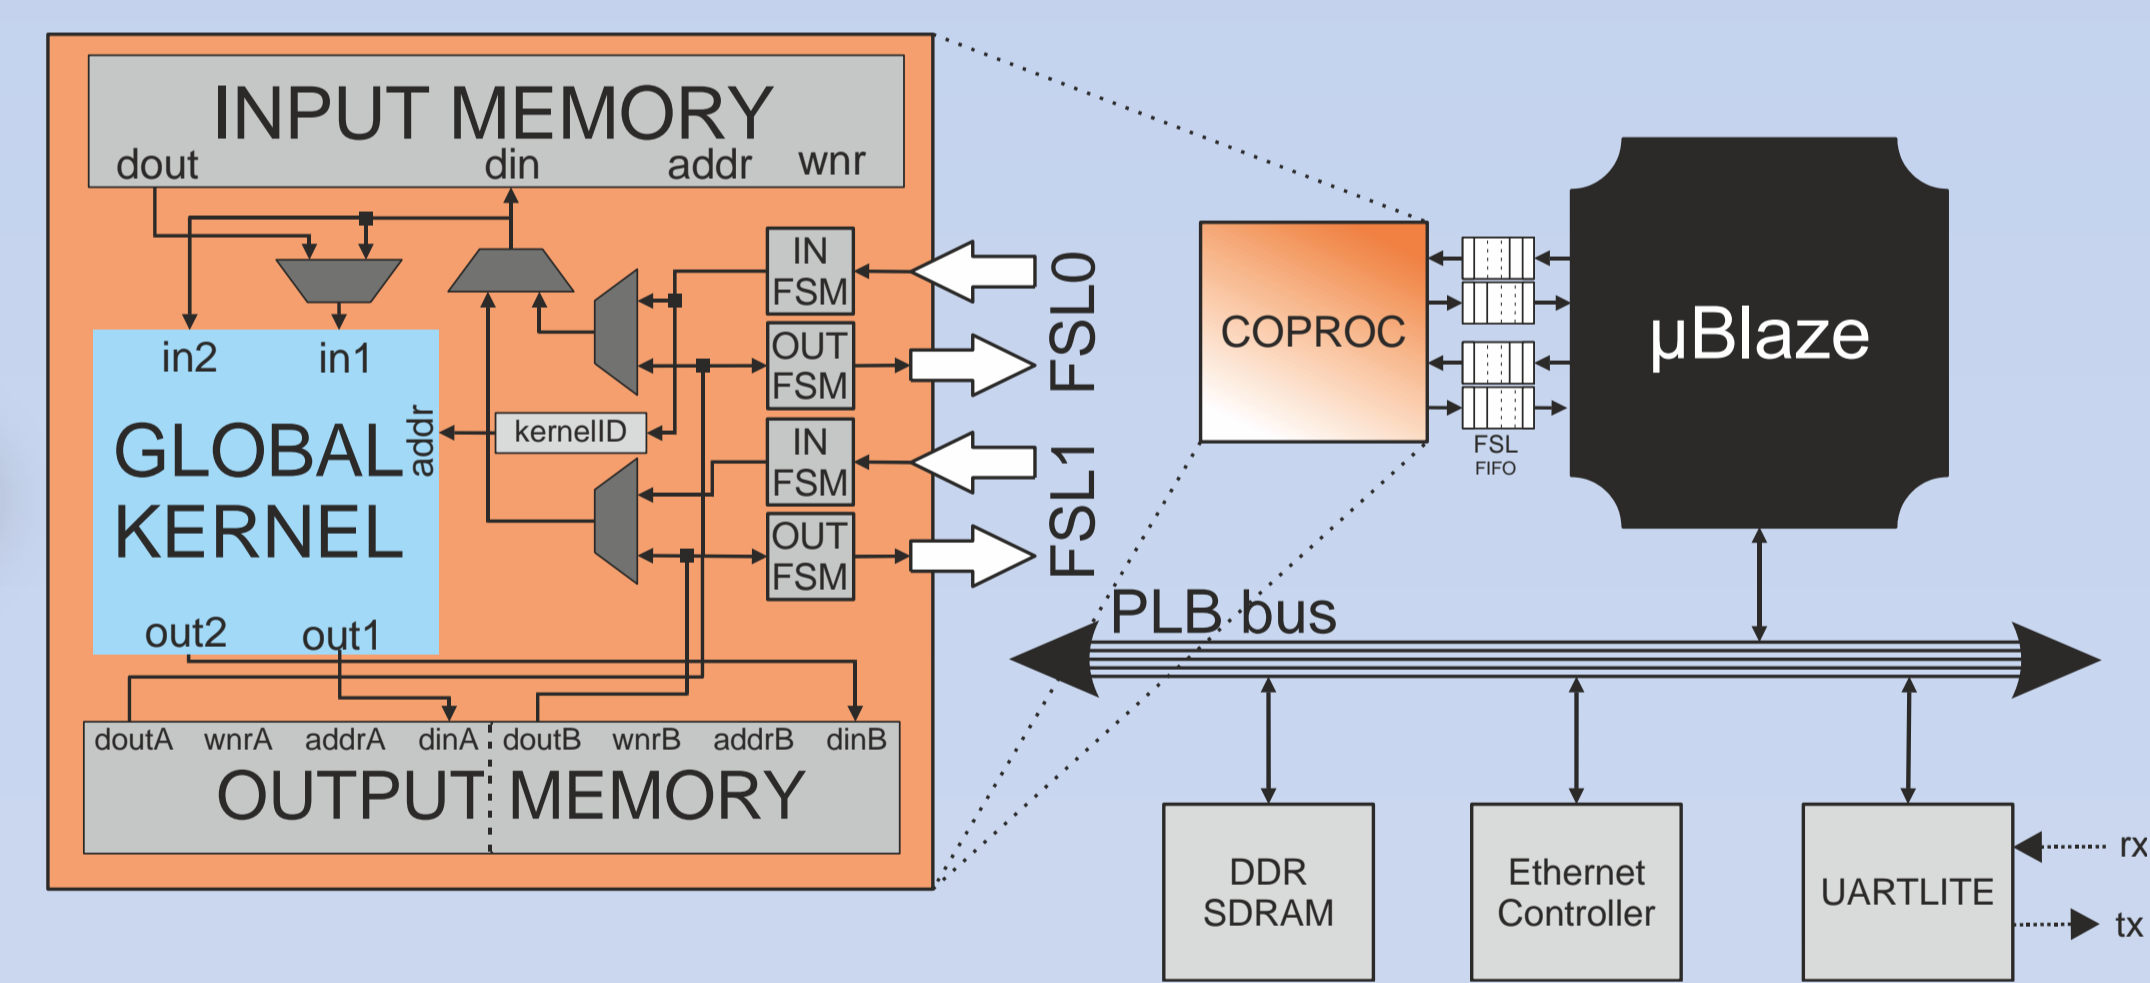 INPUT MEMORY
dout din addr wnr
IN
FSM
OUT
FSM
FSL0
in2 in1
GLOBAL
KERNEL
addr
kernelID
IN
FSM
OUT
FSM
FSL1
out2 out1
doutA wnrA addrA dinA doutB wnrB addrB dinB
OUTPUT MEMORY
COPROC
FSL
FIFO
µBlaze
PLB bus
DDR
SDRAM
Ethernet
Controller
UARTLITE
rx
tx